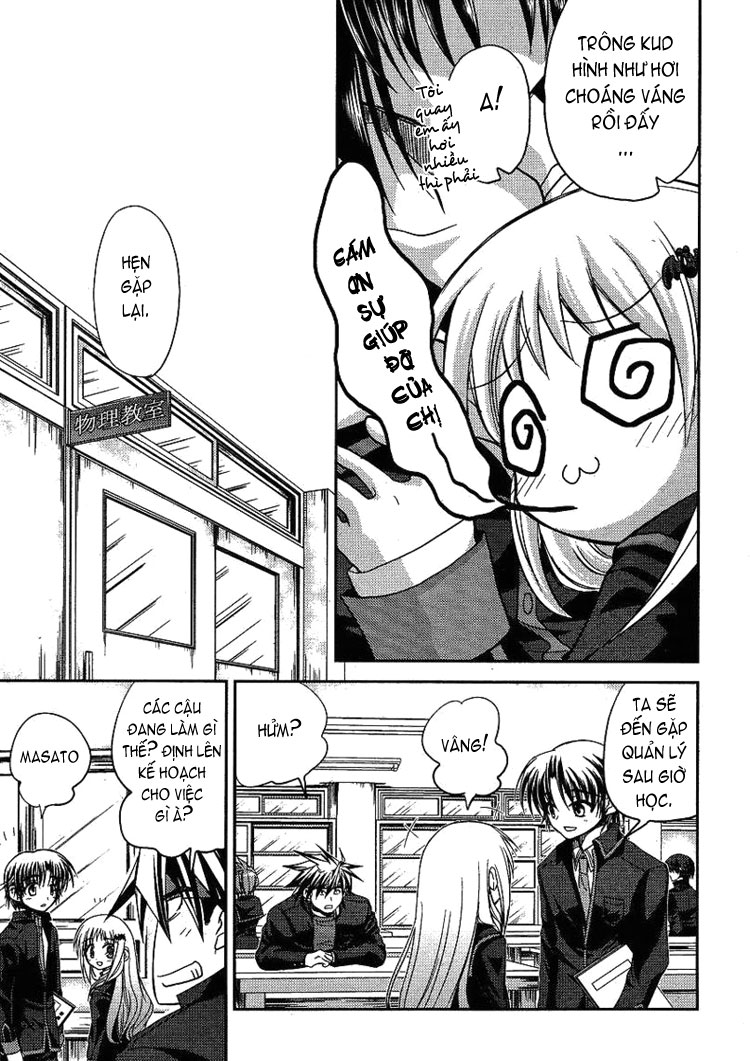 TRÔNG KUD
HÌNH NHƯ HƠI
CHOÁNG VÁNG
RỒI ĐẤY
...
A!
Tôi
quay
em ấy
hơi
nhiều
thì phải
CÁM
ƠN
SỰ
GIÚP
ĐỠ
CỦA
CHỊ
HẸN
GẶP
LẠI.
物理教室
TA SẼ
ĐẾN GẶP
QUẢN LÝ
SAU GIỜ
HỌC.
VÂNG!
HỬM?
CÁC CẬU
ĐANG LÀM GÌ
THẾ? ĐỊNH LÊN
KẾ HOẠCH
CHO VIỆC
GÌ À?
MASATO